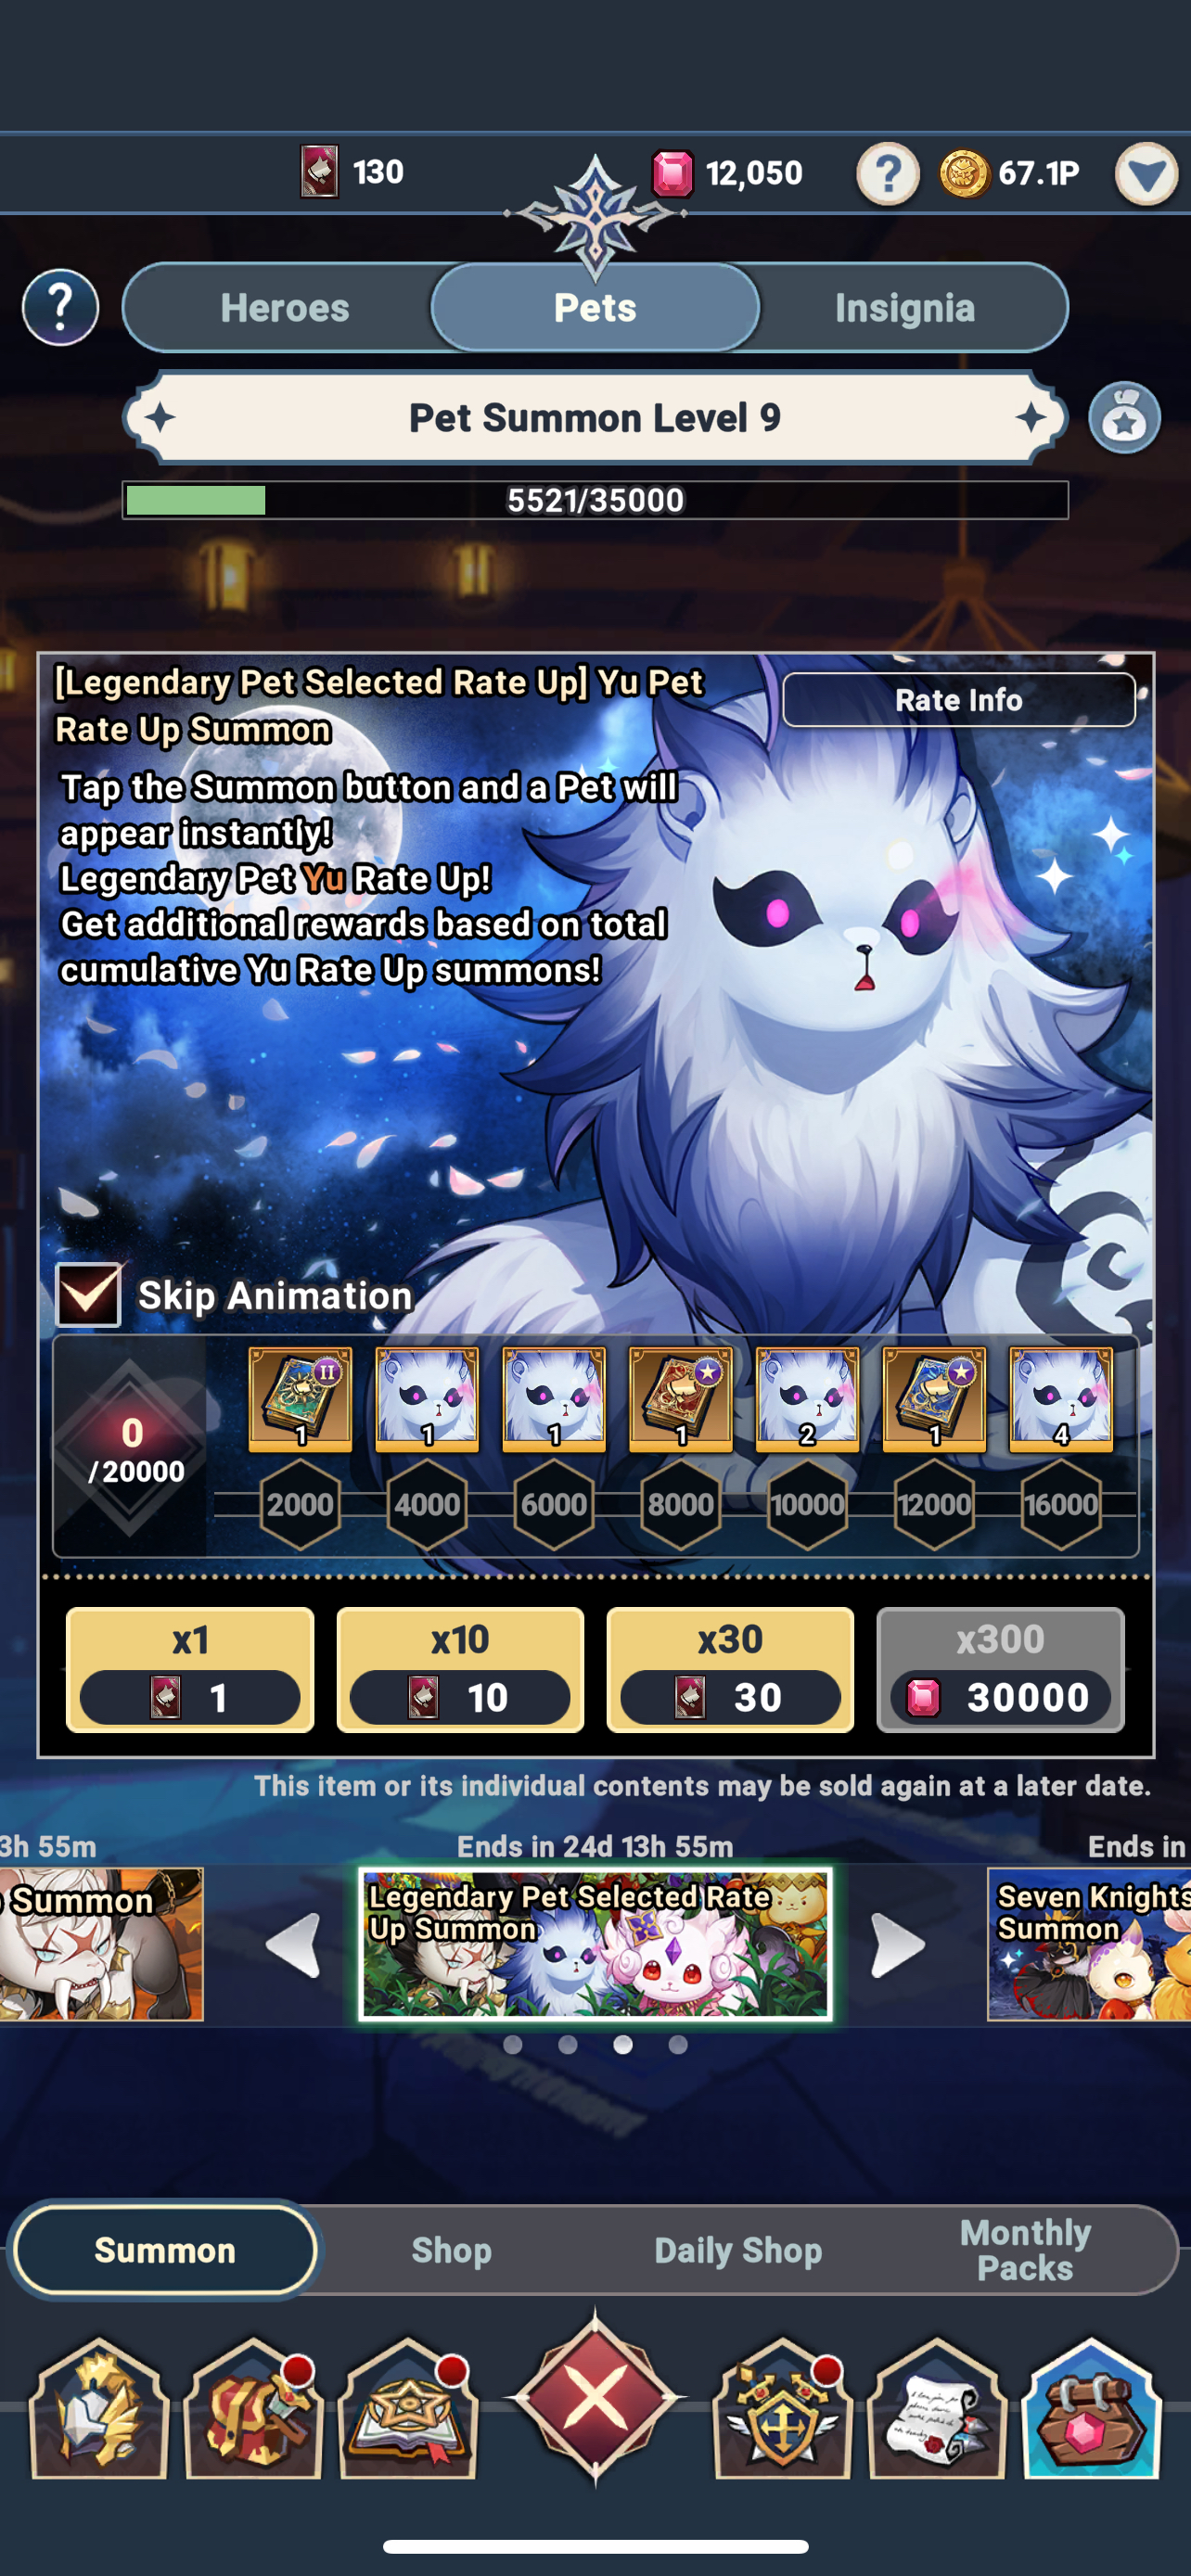 130
12,050
?
67.1P
?
Heroes
Pets
Insignia
Pet Summon Level 9
5521/35000
[Legendary Pet Selected Rate Up] Yu Pet
Rate Up Summon
Rate Info
Tap the Summon button and a Pet will
appear instantly!
Legendary Pet Yu Rate Up!
Get additional rewards based on total
cumulative Yu Rate Up summons!
Skip Animation
0
/20000
II
1
1
1
1
2
1
4
2000
4000
6000
8000
10000
12000
16000
x1
x10
x30
x300
1
10
30
30000
This item or its individual contents may be sold again at a later date.
3h 55m
Ends in 24d 13h 55m
Ends in
Summon
Legendary Pet Selected Rate
Up Summon
Seven Knights
Summon
Summon
Shop
Daily Shop
Monthly
Packs